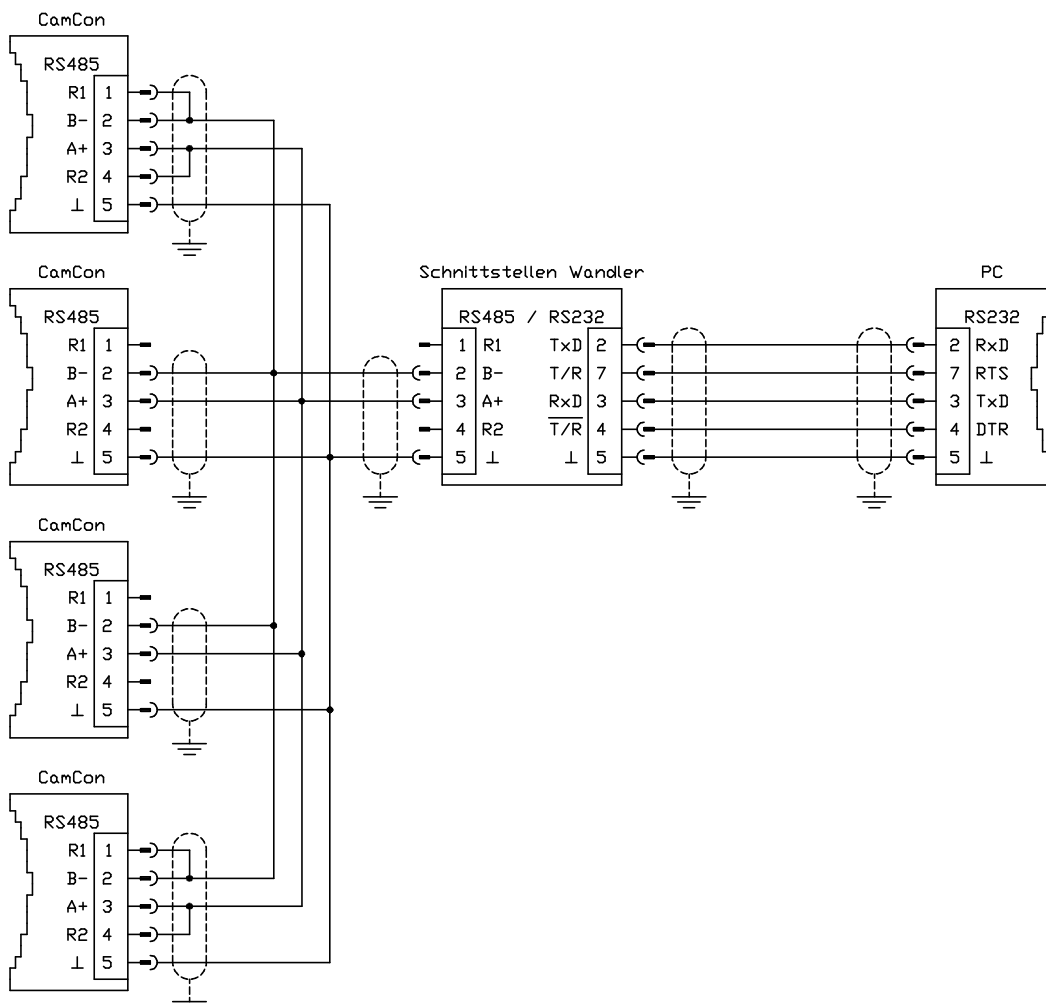 CamCon
RS485
R1 1
B- 2
A+ 3
R2 4
⊥ 5
CamCon
RS485
R1 1
B- 2
A+ 3
R2 4
⊥ 5
Schnittstellen Wandler
RS485 / RS232
1 R1 TxD 2
2 B- T/R 7
3 A+ RxD 3
4 R2 T/R 4
5 ⊥ ⊥ 5
PC
RS232
2 RxD
7 RTS
3 TxD
4 DTR
5 ⊥
CamCon
RS485
R1 1
B- 2
A+ 3
R2 4
⊥ 5
CamCon
RS485
R1 1
B- 2
A+ 3
R2 4
⊥ 5